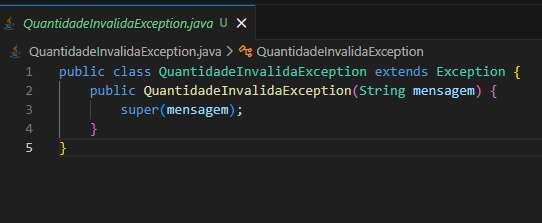 QuantidadeInvalidaException.java U ×
QuantidadeInvalidaException.java > QuantidadeInvalidaException
1 public class QuantidadeInvalidaException extends Exception {
2     public QuantidadeInvalidaException(String mensagem) {
3         super(mensagem);
4     }
5 }